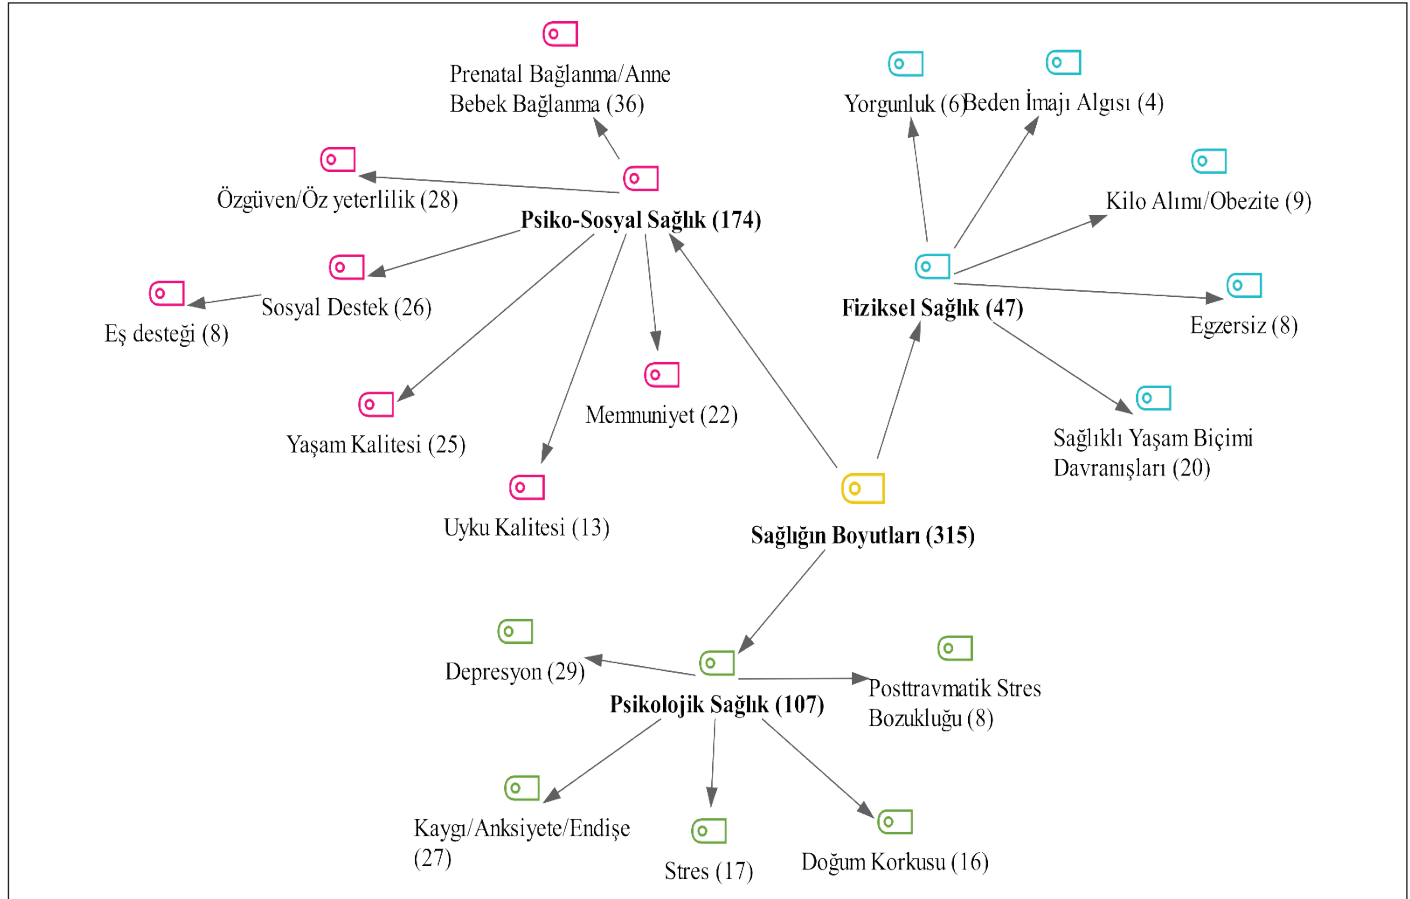 Prenatal Bağlanma/Anne
Bebek Bağlanma (36)
Yorgunluk (6)
Beden İmajı Algısı (4)
Özgüven/Öz yeterlilik (28)
Kilo Alımı/Obezite (9)
Psiko-Sosyal Sağlık (174)
Sosyal Destek (26)
Eş desteği (8)
Fiziksel Sağlık (47)
Egzersiz (8)
Memnuniyet (22)
Yaşam Kalitesi (25)
Sağlıklı Yaşam Biçimi
Davranışları (20)
Uyku Kalitesi (13)
Sağlığın Boyutları (315)
Depresyon (29)
Psikolojik Sağlık (107)
Posttravmatik Stres
Bozukluğu (8)
Kaygı/Anksiyete/Endişe
(27)
Stres (17)
Doğum Korkusu (16)